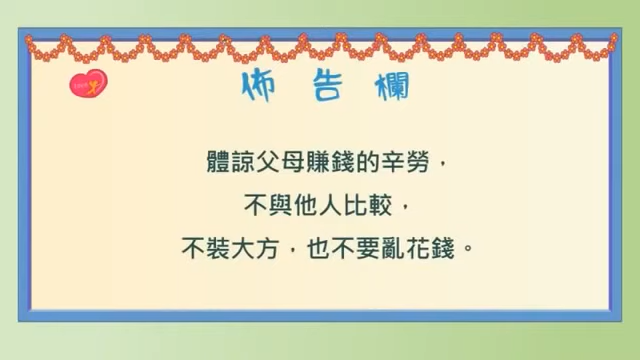 佈告欄
體諒父母賺錢的辛勞，
不與他人比較，
不裝大方，也不要亂花錢。